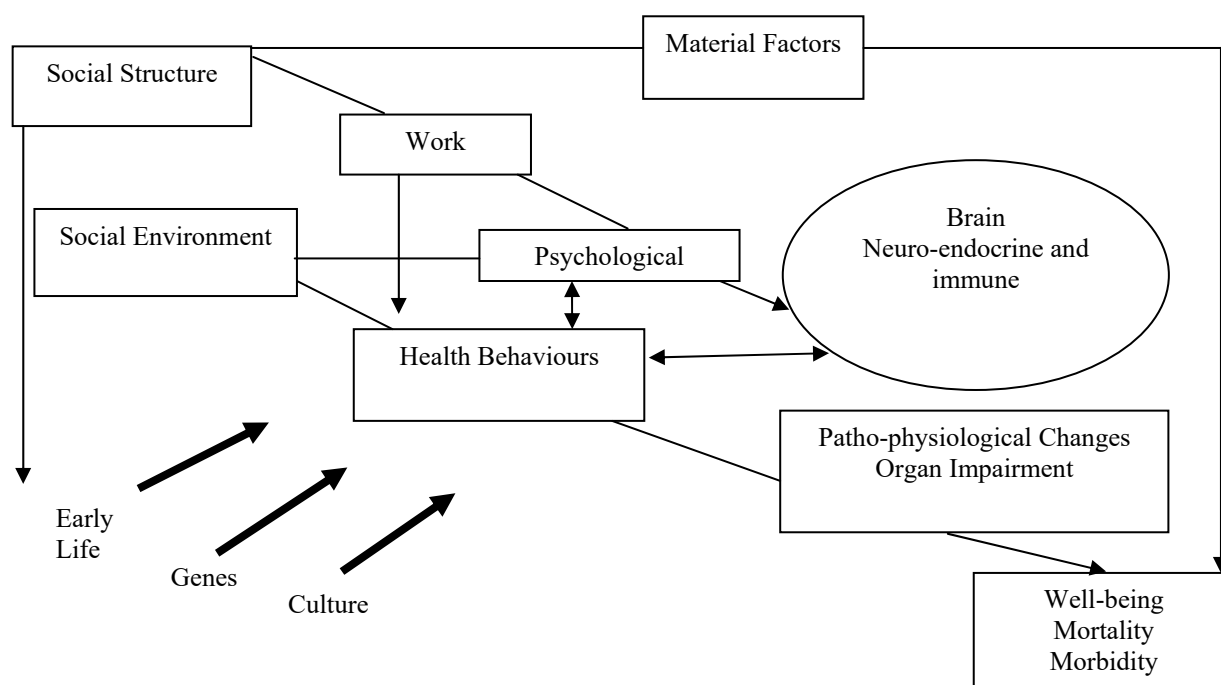 Material Factors
Social Structure
Work
Social Environment
Psychological
Brain
Neuro-endocrine and
immune
Health Behaviours
Patho-physiological Changes
Organ Impairment
Early
Life
Genes
Culture
Well-being
Mortality
Morbidity